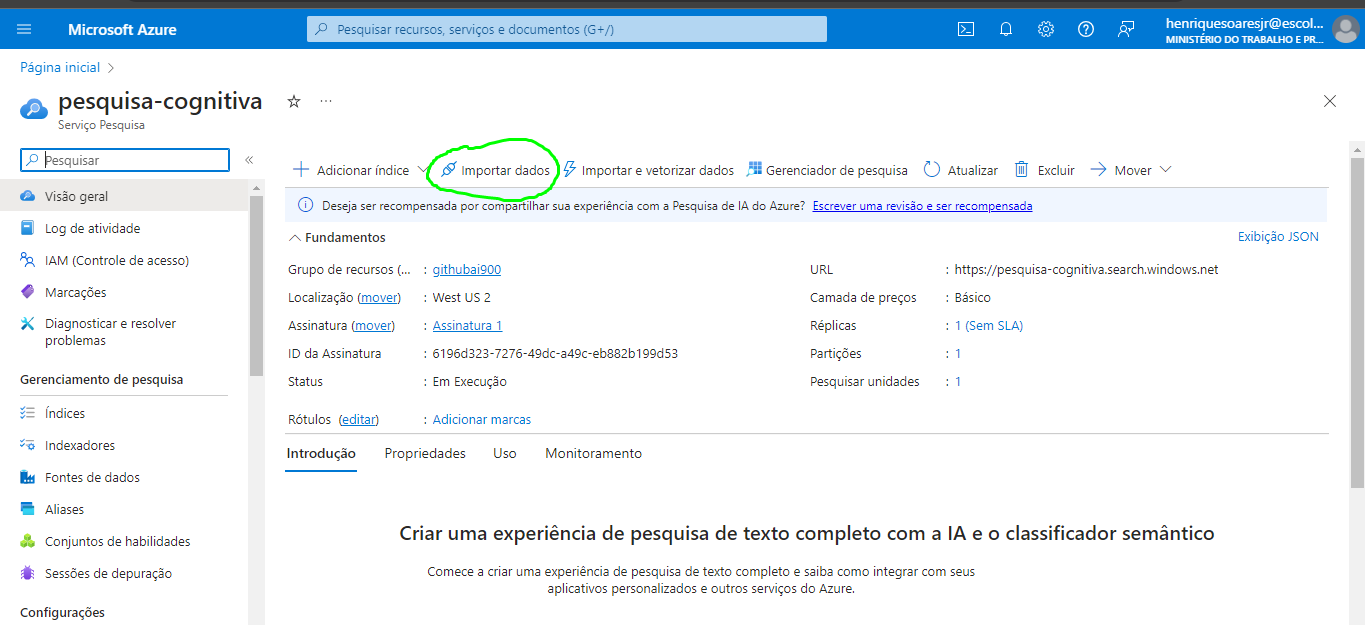 Microsoft Azure
Pesquisar recursos, serviços e documentos (G+/)
henriquesoaresjr@escol...
MINISTÉRIO DO TRABALHO E PR...
Página inicial
pesquisa-cognitiva
Serviço Pesquisa
Pesquisar
Visão geral
Log de atividade
IAM (Controle de acesso)
Marcações
Diagnosticar e resolver
problemas
Gerenciamento de pesquisa
Índices
Indexadores
Fontes de dados
Aliases
Conjuntos de habilidades
Sessões de depuração
Configurações
Adicionar índice Importar dados Importar e vetorizar dados Gerenciador de pesquisa Atualizar Excluir Mover
Deseja ser recompensada por compartilhar sua experiência com a Pesquisa de IA do Azure? Escrever uma revisão e ser recompensada
Fundamentos Exibição JSON
Grupo de recursos (... : githubai900
Localização (mover) : West US 2
Assinatura (mover) : Assinatura 1
ID da Assinatura : 6196d323-7276-49dc-a49c-eb882b199d53
Status : Em Execução
URL : https://pesquisa-cognitiva.search.windows.net
Camada de preços : Básico
Réplicas : 1 (Sem SLA)
Partições : 1
Pesquisar unidades : 1
Rótulos (editar) : Adicionar marcas
Introdução Propriedades Uso Monitoramento
Criar uma experiência de pesquisa de texto completo com a IA e o classificador semântico
Comece a criar uma experiência de pesquisa de texto completo e saiba como integrar com seus
aplicativos personalizados e outros serviços do Azure.